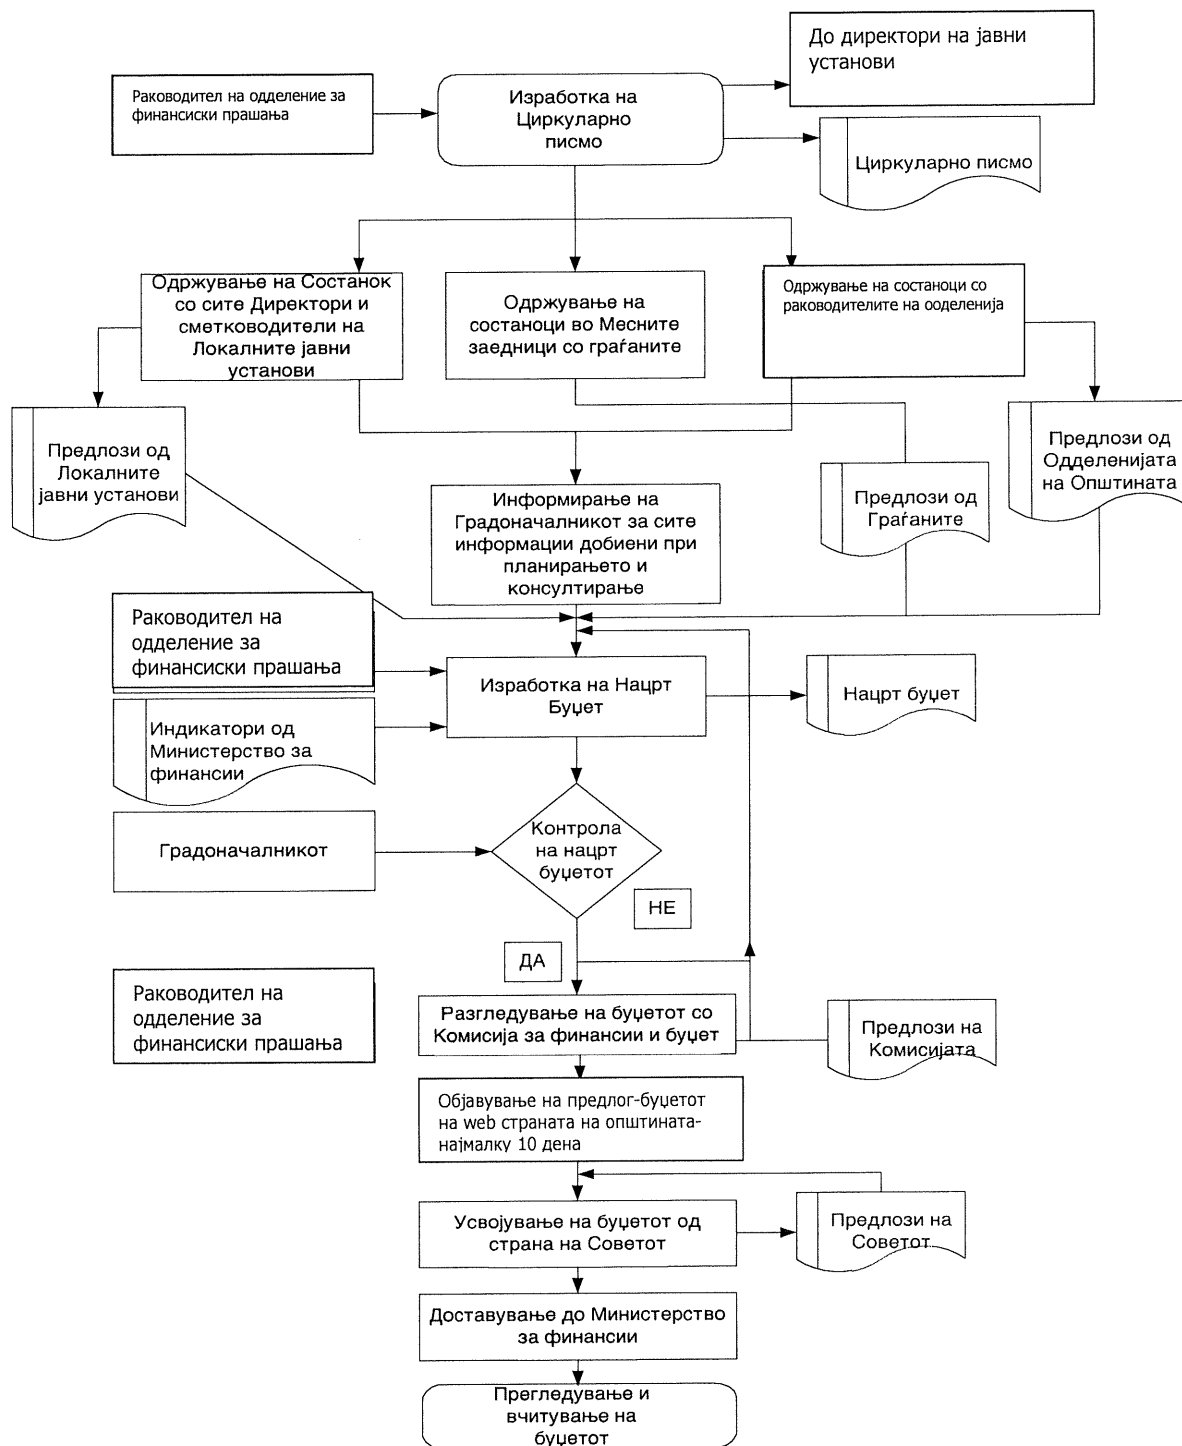 До директори на јавни
установи
Раководител на одделение за
финансиски прашања
Изработка на
Циркуларно
писмо
Циркуларно писмо
Одржување на Состанок
со сите Директори и
сметководители на
Локалните јавни
установи
Одржување на
состаноци во Месните
заедници со граѓаните
Одржување на состаноци со
раководителите на ооделенија
Предлози од
Локалните
јавни установи
Информирање на
Градоначалникот за сите
информации добиени при
планирањето и
консултирање
Предлози од
Граѓаните
Предлози од
Одделенијата
на Општината
Раководител на
одделение за
финансиски прашања
Изработка на Нацрт
Буџет
Нацрт буџет
Индикатори од
Министерство за
финансии
Градоначалникот
Контрола
на нацрт
буџетот
НЕ
ДА
Раководител на
одделение за
финансиски прашања
Разгледување на буџетот со
Комисија за финансии и буџет
Предлози на
Комисијата
Објавување на предлог-буџетот
на web страната на општината-
најмалку 10 дена
Усвојување на буџетот од
страна на Советот
Предлози на
Советот
Доставување до Министерство
за финансии
Прегледување и
вчитување на
буџетот